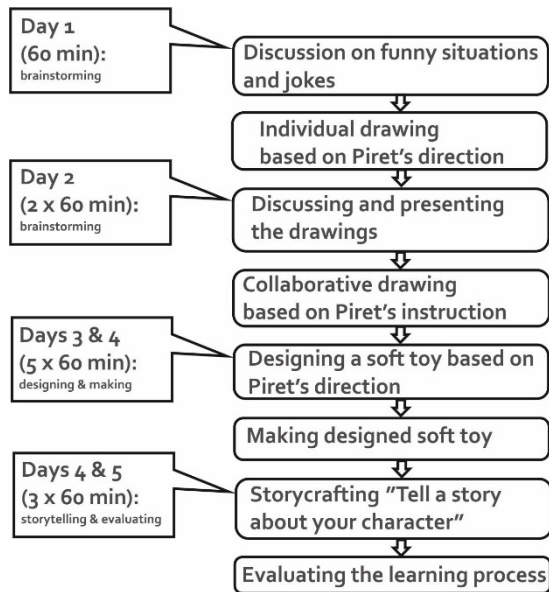 Day 1
(60 min):
brainstorming
Discussion on funny situations
and jokes
Individual drawing
based on Piret's direction
Day 2
(2 x 60 min):
brainstorming
Discussing and presenting
the drawings
Collaborative drawing
based on Piret's instruction
Days 3 & 4
(5 x 60 min):
designing & making
Designing a soft toy based on
Piret's direction
Making designed soft toy
Days 4 & 5
(3 x 60 min):
storytelling & evaluating
Storycrafting ”Tell a story
about your character”
Evaluating the learning process